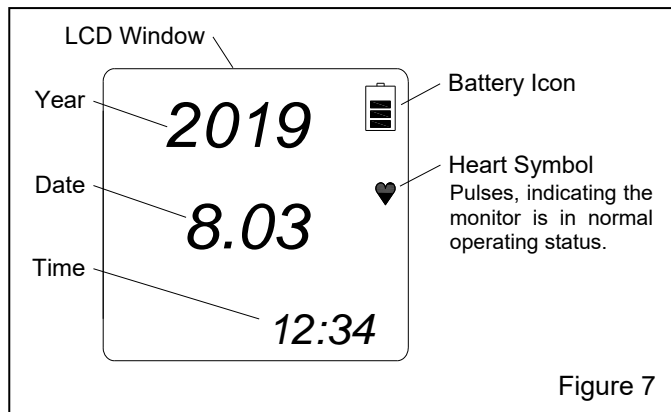 LCD Window
Year
2019
Battery Icon
Date
8.03
Heart Symbol
Pulses, indicating the
monitor is in normal
operating status.
Time
12:34
Figure 7